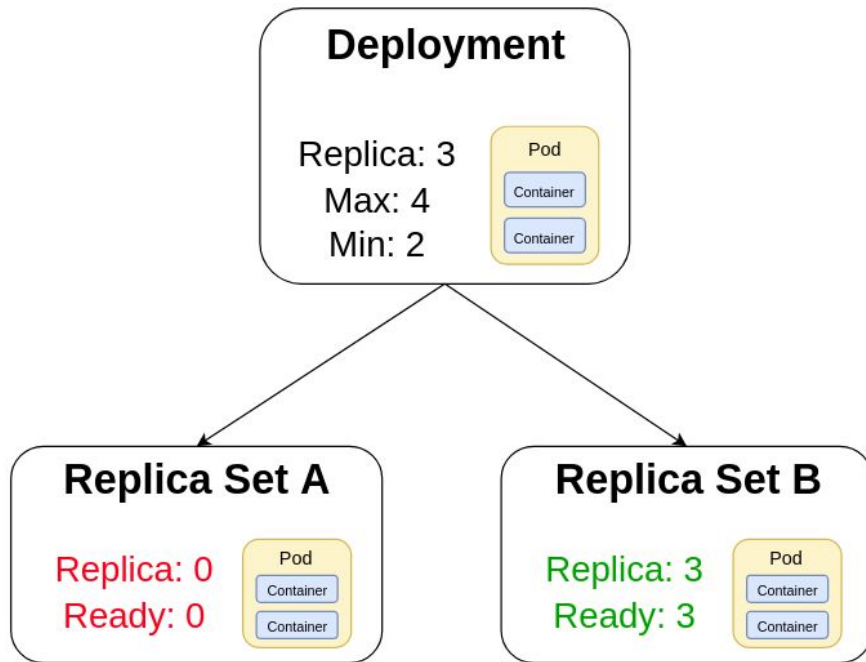 Deployment
Replica: 3
Max: 4
Min: 2
Pod
Container
Container
Replica Set A
Replica: 0
Ready: 0
Pod
Container
Container
Replica Set B
Replica: 3
Ready: 3
Pod
Container
Container